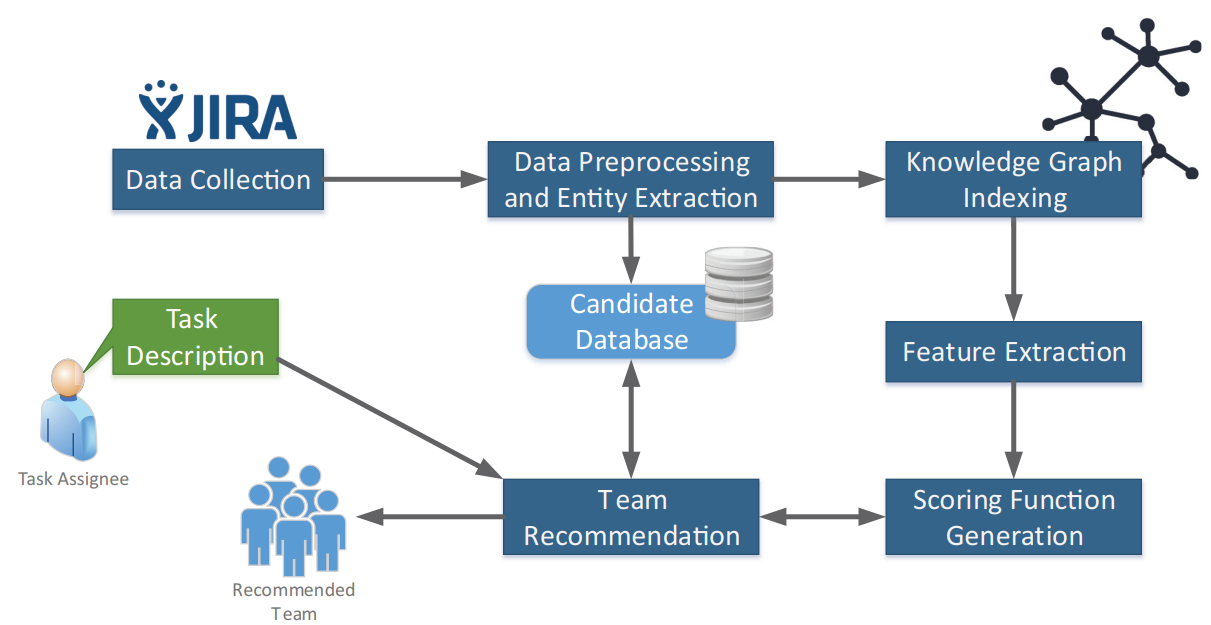 JIRA
Data Collection
Data Preprocessing
and Entity Extraction
Knowledge Graph
Indexing
Candidate
Database
Task
Description
Feature Extraction
Task Assignee
Team
Recommendation
Scoring Function
Generation
Recommended
Team